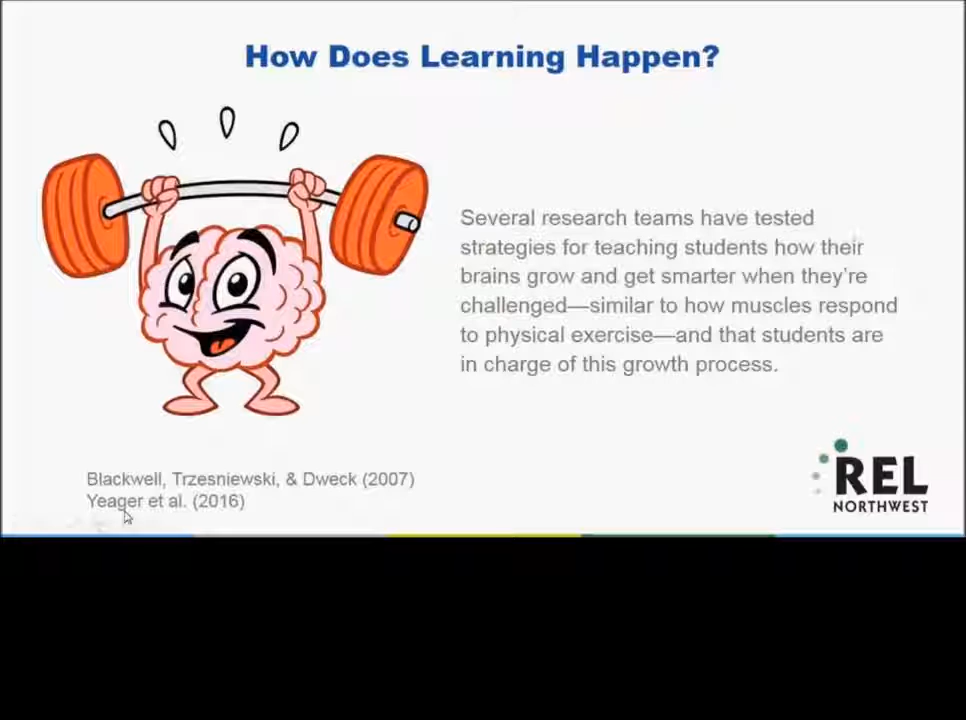 How Does Learning Happen?
Several research teams have tested
strategies for teaching students how their
brains grow and get smarter when they're
challenged—similar to how muscles respond
to physical exercise—and that students are
in charge of this growth process.
Blackwell, Trzesniewski, & Dweck (2007)
Yeager et al. (2016)
REL
NORTHWEST